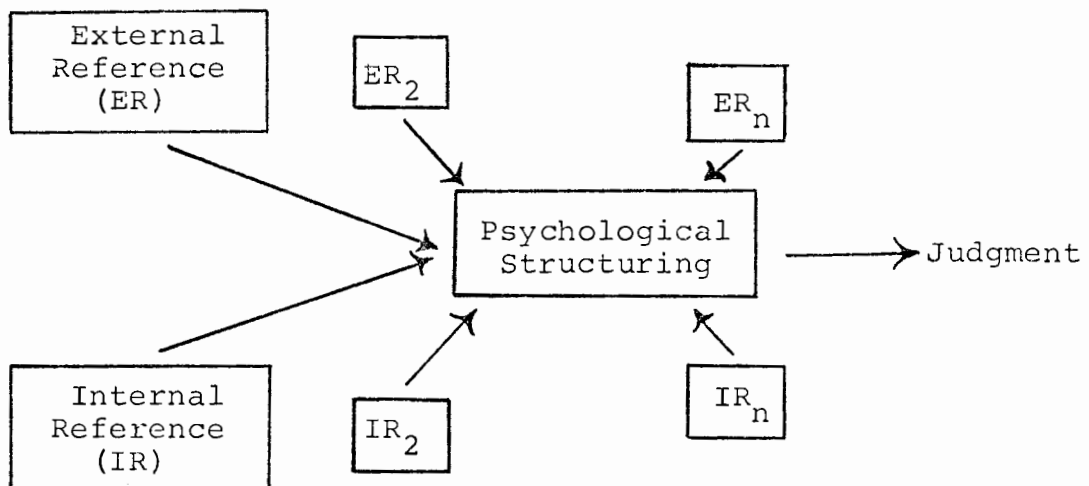 External
Reference
(ER)
ER₂
ERₙ
Psychological
Structuring
Judgment
Internal
Reference
(IR)
IR₂
IRₙ